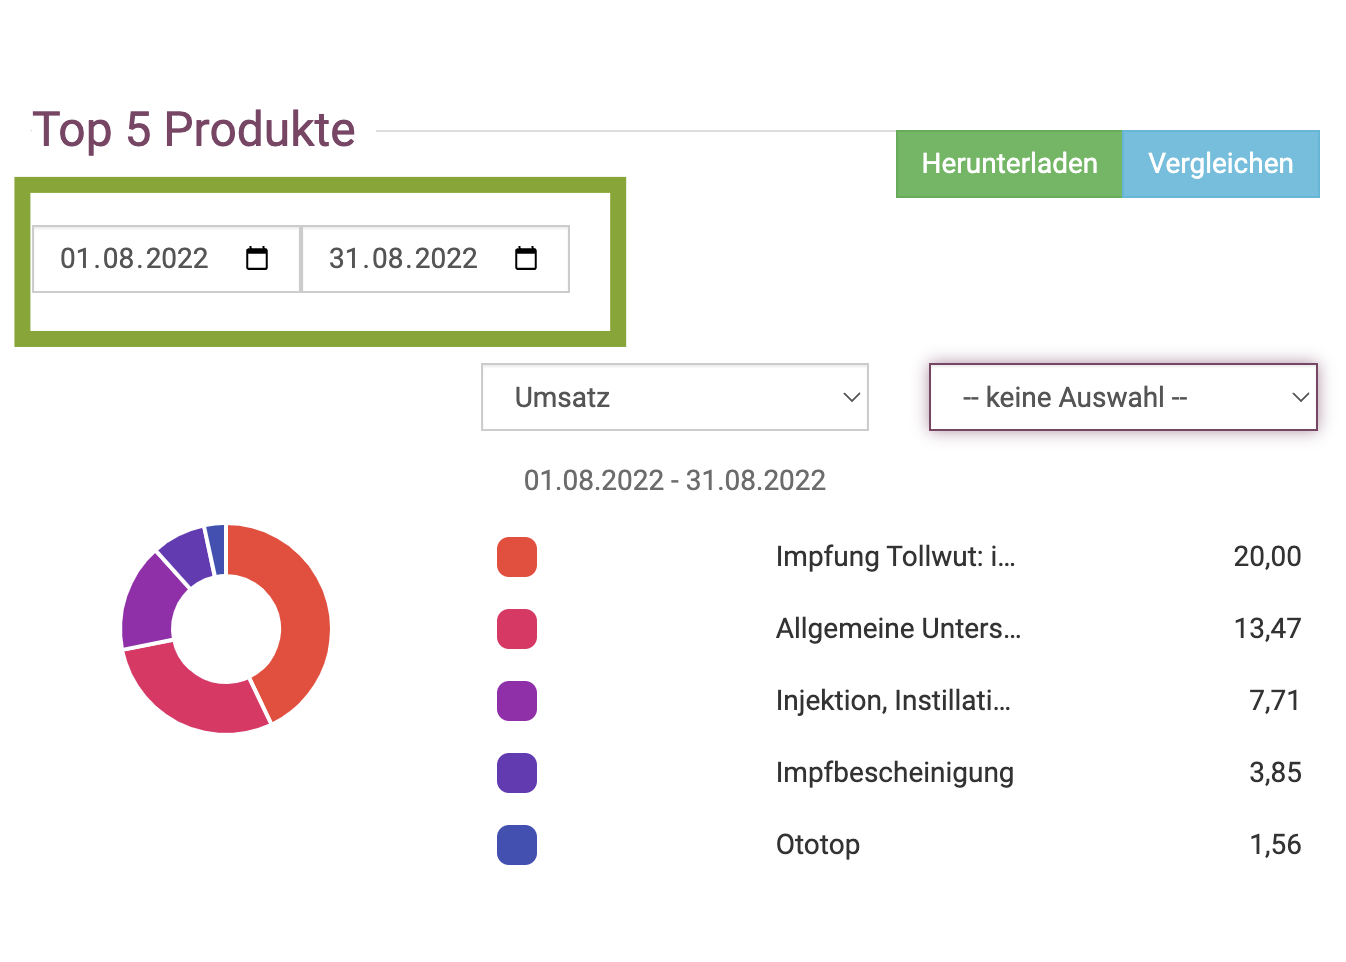 Top 5 Produkte
Herunterladen Vergleichen
01.08.2022 31.08.2022
Umsatz -- keine Auswahl --
01.08.2022 - 31.08.2022
Impfung Tollwut: i... 20,00
Allgemeine Unters... 13,47
Injektion, Instillati... 7,71
Impfbescheinigung 3,85
Ototop 1,56